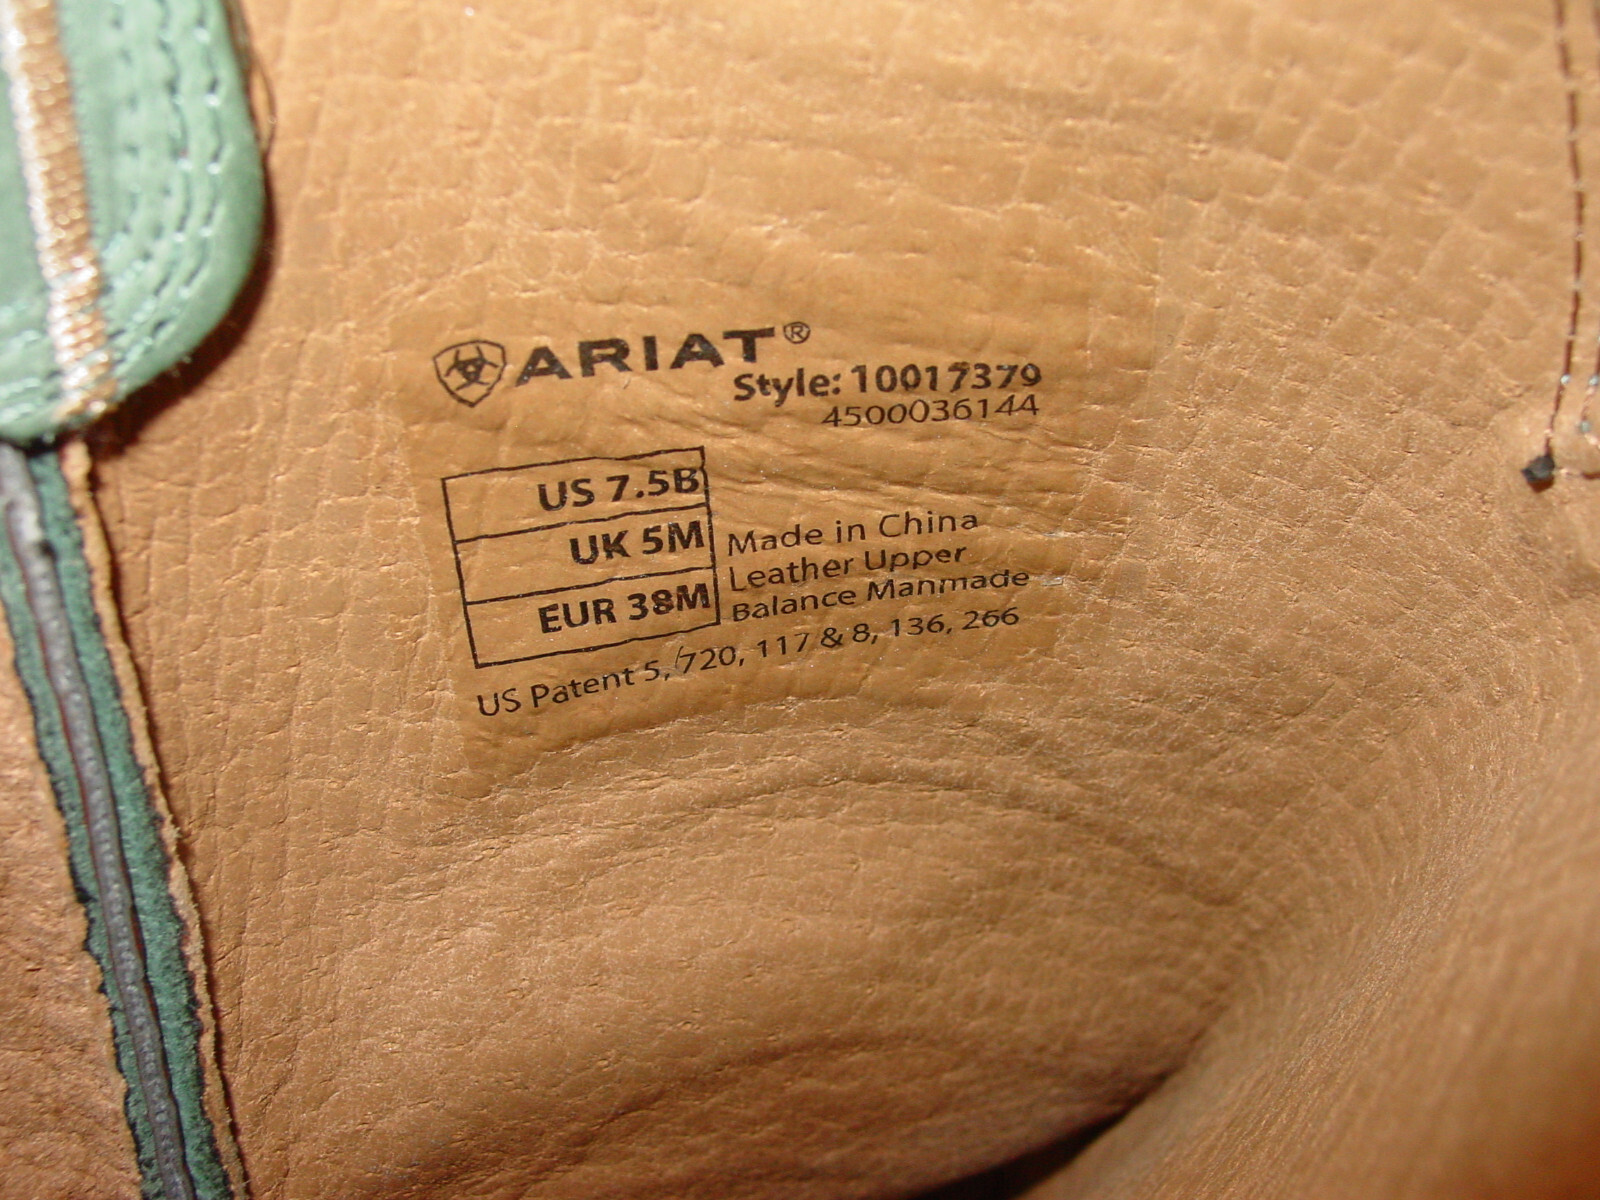 ARIAT®
Style: 10017379
4500036144
US 7.5B
UK 5M
EUR 38M
Made in China
Leather Upper
Balance Manmade
US Patent 5, 720, 117 & 8, 136, 266